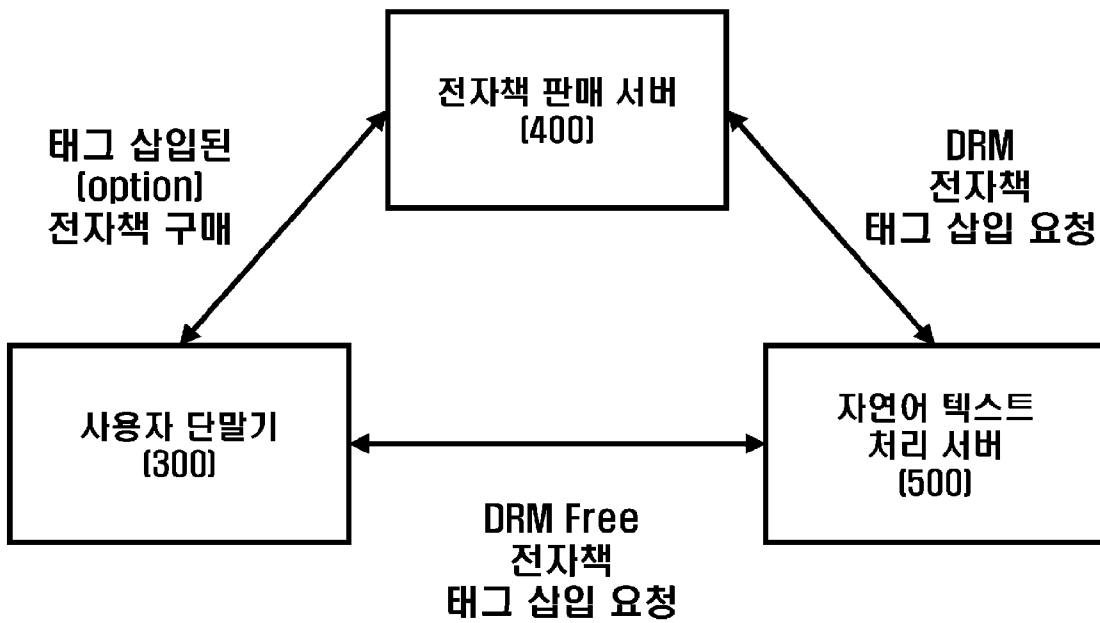 전자책 판매 서버
(400)
태그 삽입된
(option)
전자책 구매
DRM
전자책
태그 삽입 요청
사용자 단말기
(300)
자연어 텍스트
처리 서버
(500)
DRM Free
전자책
태그 삽입 요청